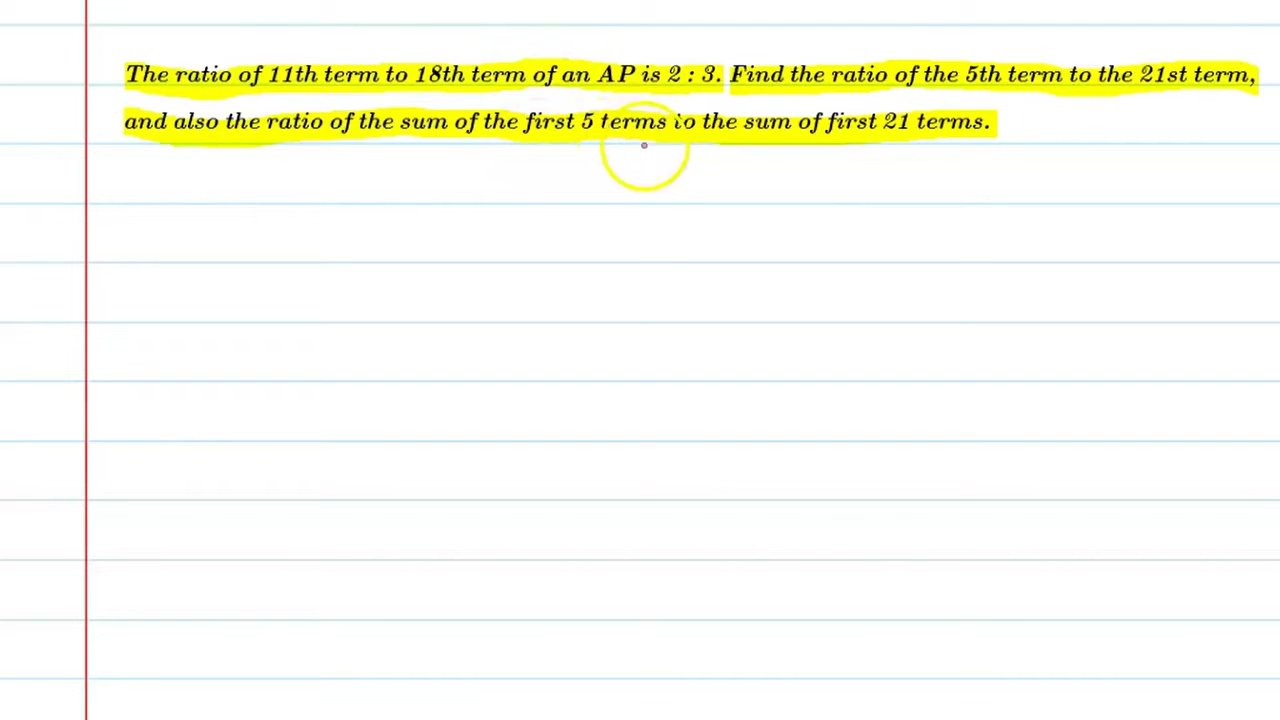 The ratio of 11th term to 18th term of an AP is 2 : 3. Find the ratio of the 5th term to the 21st term,
and also the ratio of the sum of the first 5 terms to the sum of first 21 terms.